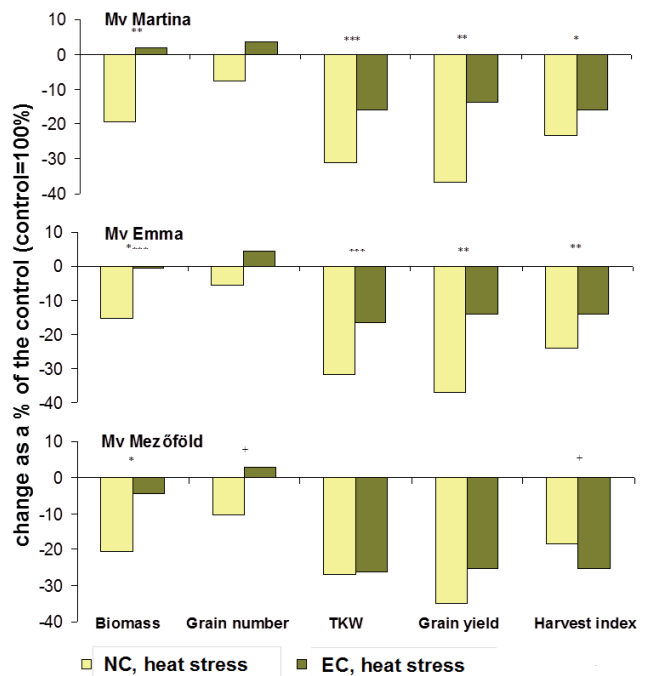 change as a % of the control (control=100%)
Mv Martina
10
0
-10
-20
-30
-40
** *** ** *
Mv Emma
10
0
-10
-20
-30
-40
**** *** ** **
Mv Mezőföld
10
0
-10
-20
-30
-40
* + +
Biomass Grain number TKW Grain yield Harvest index
NC, heat stress EC, heat stress